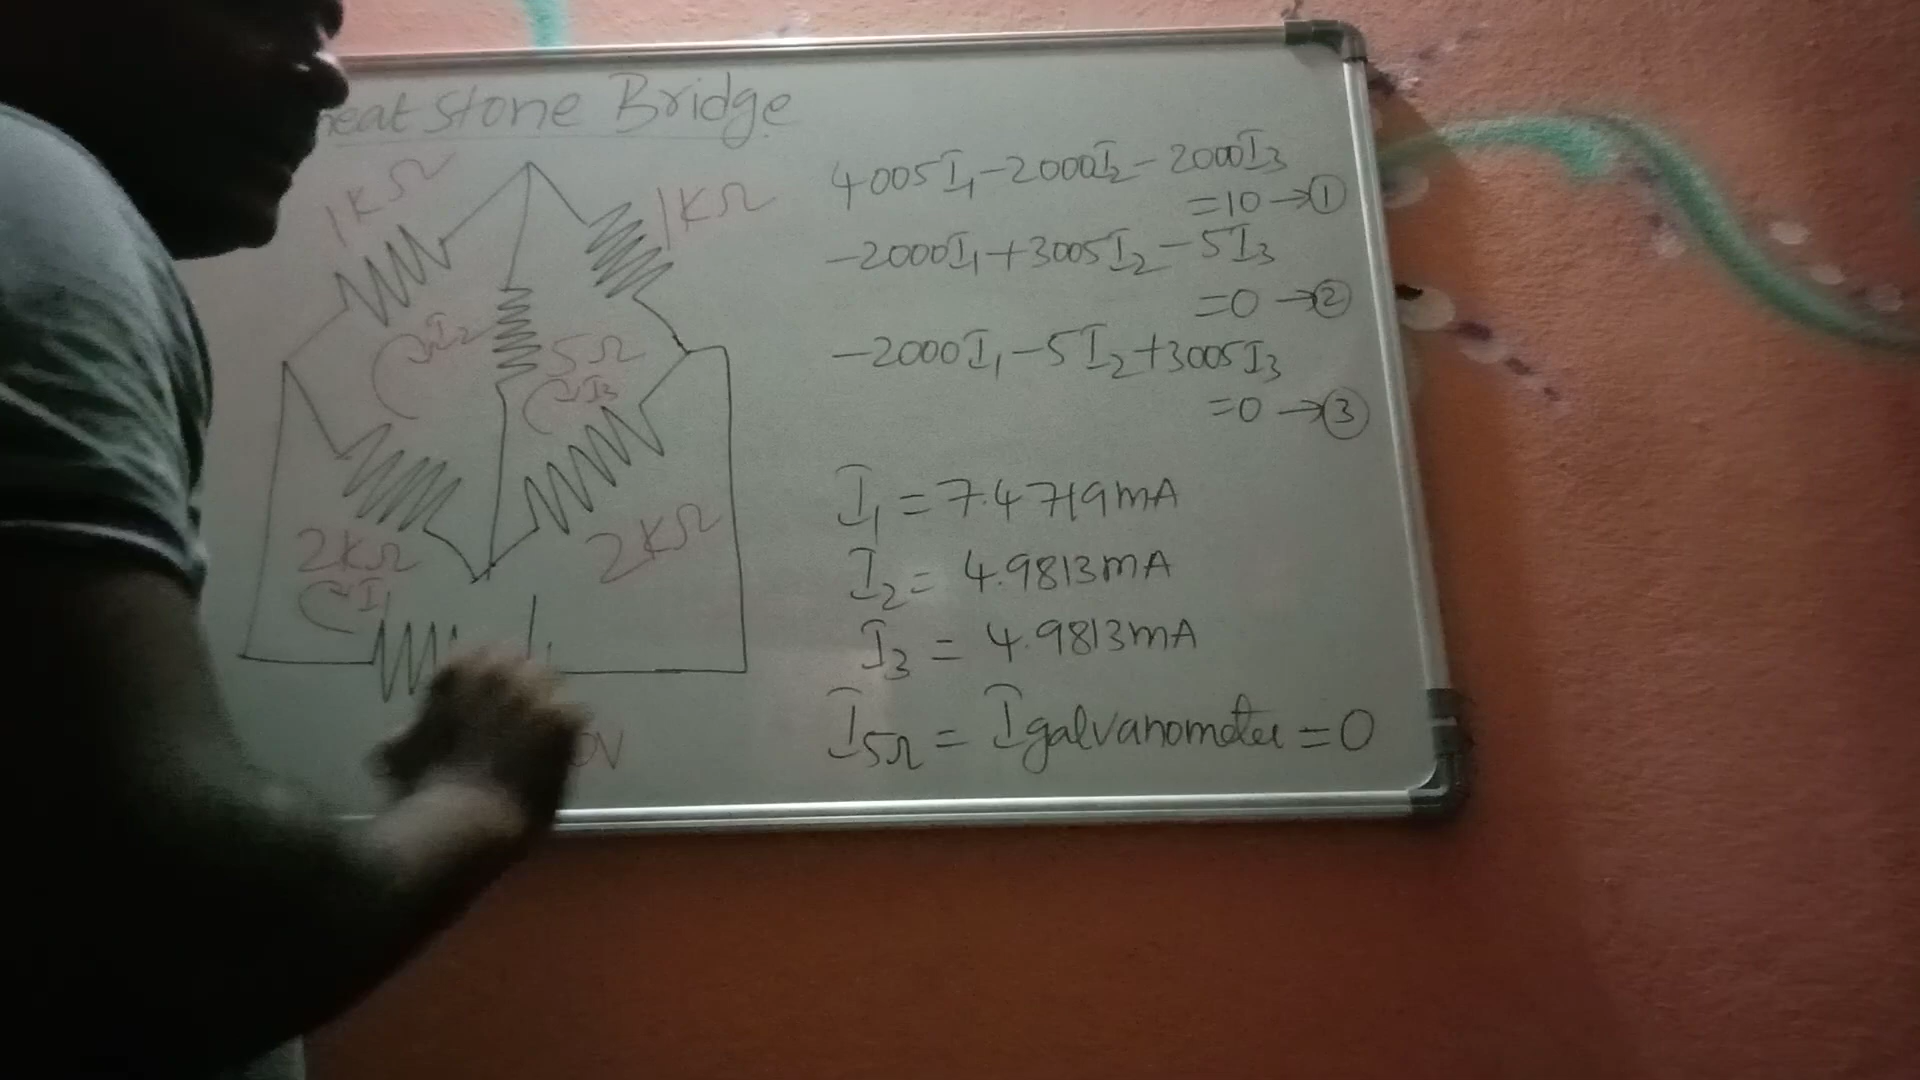 eat Stone Bridge
1KΩ
1KΩ
I2
5Ω
I3
2KΩ
2KΩ
I1
0V
4005I1-2000I2-2000I3
=10→①
-2000I1+3005I2-5I3
=0→②
-2000I1-5I2+3005I3
=0→③
I1=7.4719mA
I2=4.9813mA
I3=4.9813mA
I5Ω=Igalvanometer=0